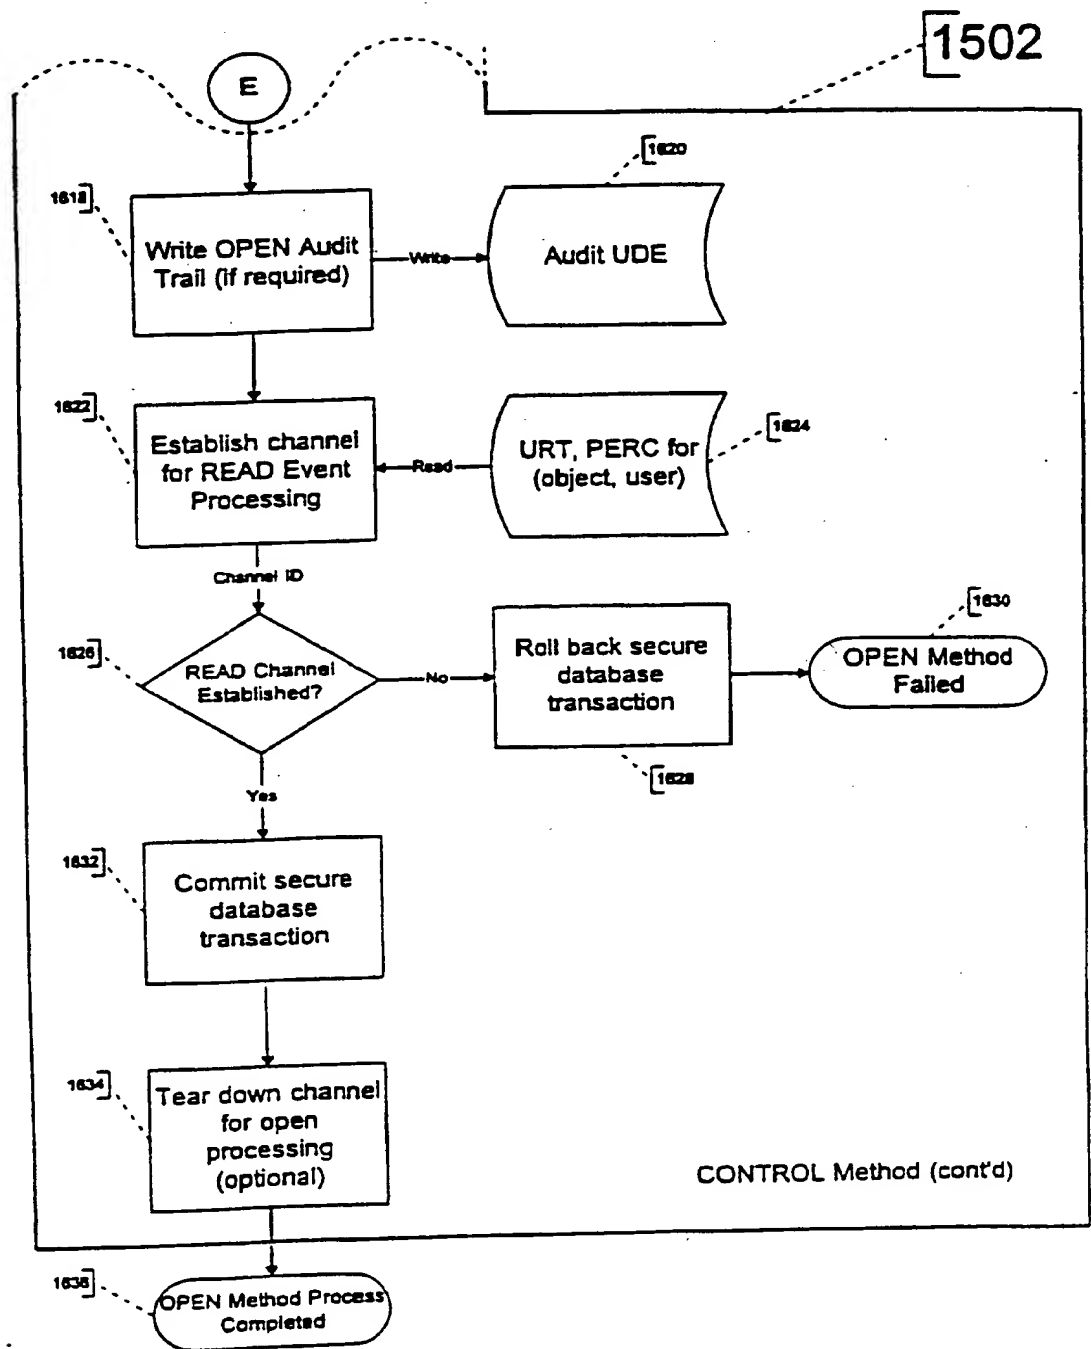 1502
E
1618
Write OPEN Audit
Trail (if required)
Write
1620
Audit UDE
1622
Establish channel
for READ Event
Processing
Read
URT, PERC for
(object, user)
1624
Channel ID
1626
READ Channel
Established?
No
Roll back secure
database
transaction
1628
1630
OPEN Method
Failed
Yes
1632
Commit secure
database
transaction
1634
Tear down channel
for open
processing
(optional)
CONTROL Method (cont'd)
1636
OPEN Method Process
Completed